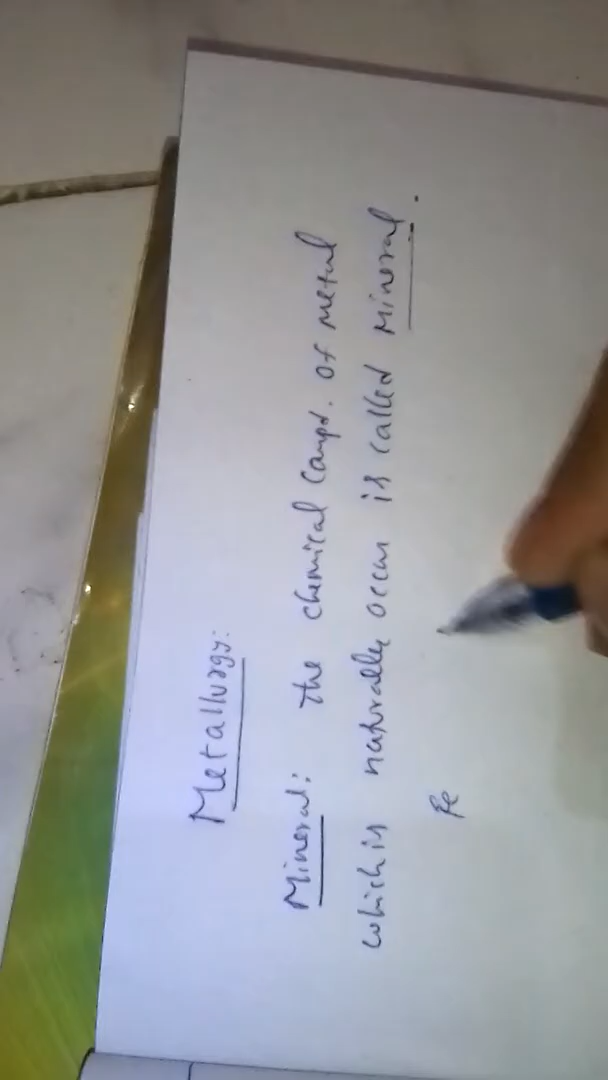 Metallurgy:
Mineral: the chemical Compd. of metal
which is naturally occur is called Mineral.
Fe